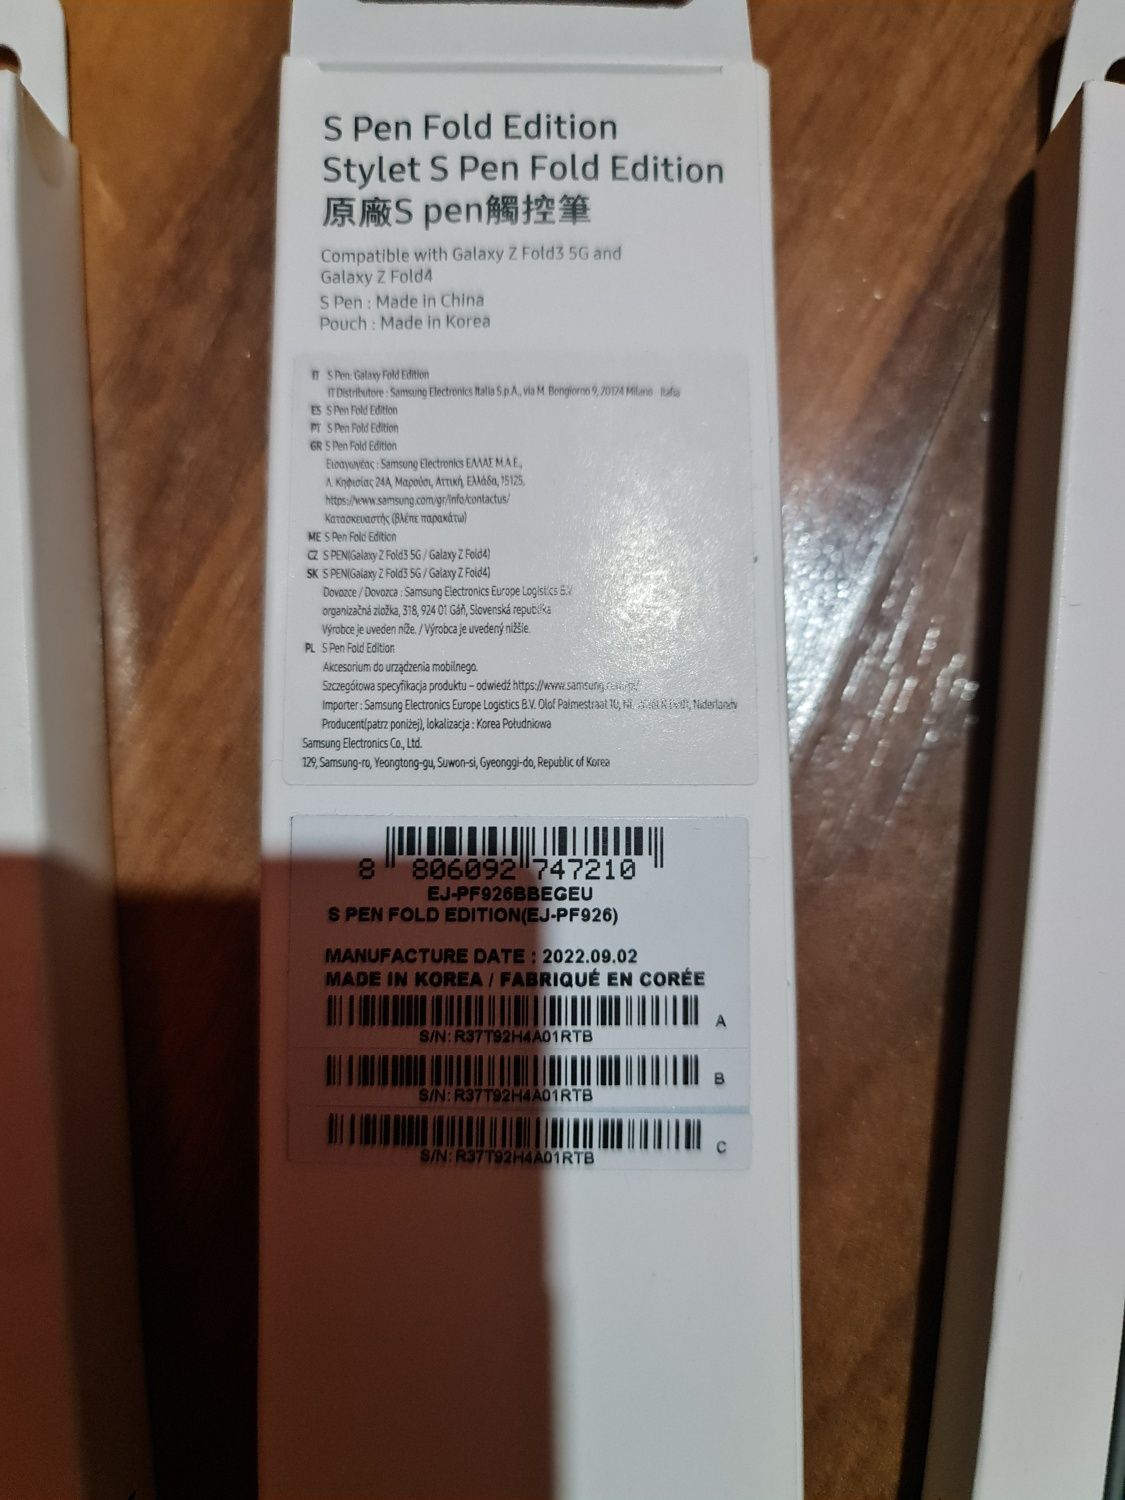 S Pen Fold Edition
Stylet S Pen Fold Edition
原廠S pen觸控筆
Compatible with Galaxy Z Fold3 5G and
Galaxy Z Fold4
S Pen : Made in China
Pouch : Made in Korea
IT S Pen: Galaxy Fold Edition
IT Distributore : Samsung Electronics Italia S.p.A., via M. Bongiorno 9, 20124 Milano - Italia
ES S Pen Fold Edition
PT S Pen Fold Edition
GR S Pen Fold Edition
Εισαγωγέας : Samsung Electronics ΕΛΛΑΣ Μ.Α.Ε.,
Λ. Κηφισίας 24A, Μαρούσι, Αττική, Ελλάδα, 15125,
https://www.samsung.com/gr/info/contactus/
Κατασκευαστής (βλέπε παρακάτω)
ME S Pen Fold Edition
CZ S PEN(Galaxy Z Fold3 5G / Galaxy Z Fold4)
SK S PEN(Galaxy Z Fold3 5G / Galaxy Z Fold4)
Dovozce / Dovozca : Samsung Electronics Europe Logistics B.V
organizačná zložka, 318, 924 01 Gáň, Slovenská republika
Výrobce je uveden níže. / Výrobca je uvedený nižšie.
PL S Pen Fold Edition
Akcesorium do urządzenia mobilnego.
Szczegółowa specyfikacja produktu – odwiedź https://www.samsung.com/pl/
Importer : Samsung Electronics Europe Logistics B.V. Olof Palmestraat 10, NL Delft, Niderlandy
Producent(patrz poniżej), lokalizacja : Korea Południowa
Samsung Electronics Co., Ltd.
129, Samsung-ro, Yeongtong-gu, Suwon-si, Gyeonggi-do, Republic of Korea
8 806092 747210
EJ-PF926BBEGEU
S PEN FOLD EDITION(EJ-PF926)
MANUFACTURE DATE : 2022.09.02
MADE IN KOREA / FABRIQUÉ EN CORÉE
A
S/N: R37T92H4A01RTB
B
S/N: R37T92H4A01RTB
C
S/N: R37T92H4A01RTB